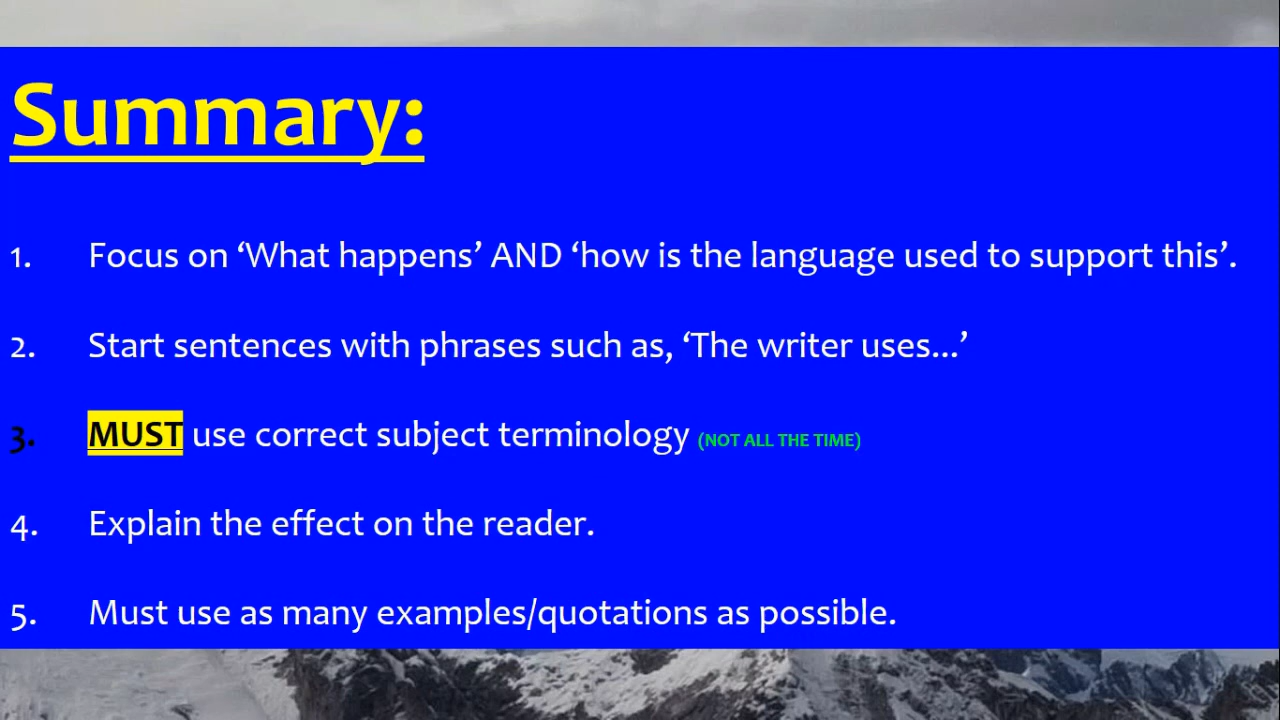 Summary:
1. Focus on ‘What happens’ AND ‘how is the language used to support this’.
2. Start sentences with phrases such as, ‘The writer uses...’
3. MUST use correct subject terminology (NOT ALL THE TIME)
4. Explain the effect on the reader.
5. Must use as many examples/quotations as possible.